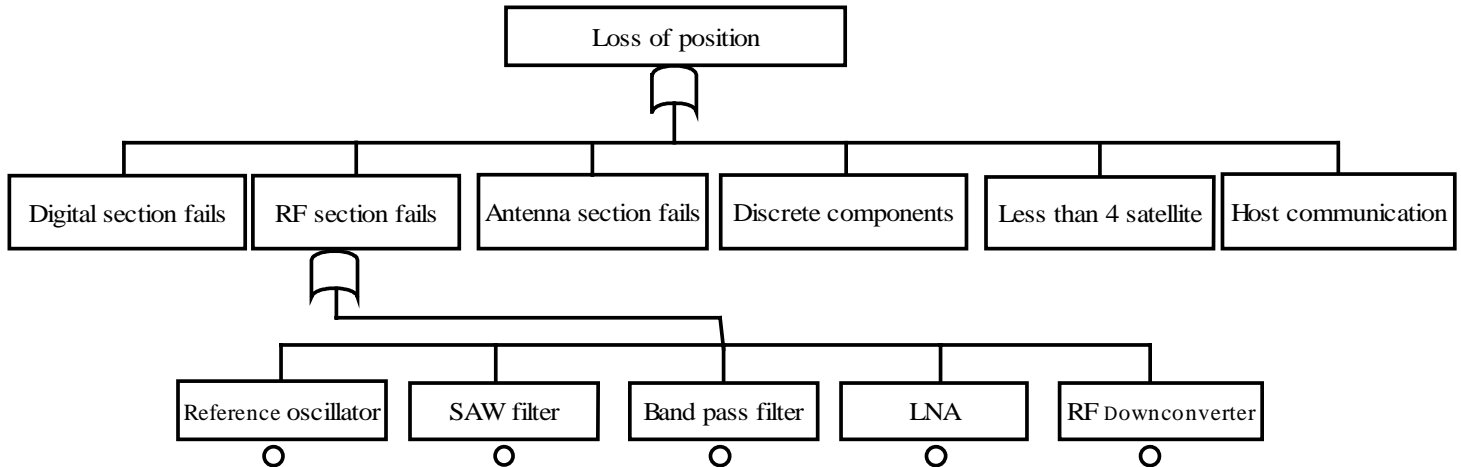 Loss of position
Digital section fails
RF section fails
Antenna section fails
Discrete components
Less than 4 satellite
Host communication
Reference oscillator
SAW filter
Band pass filter
LNA
RF Downconverter